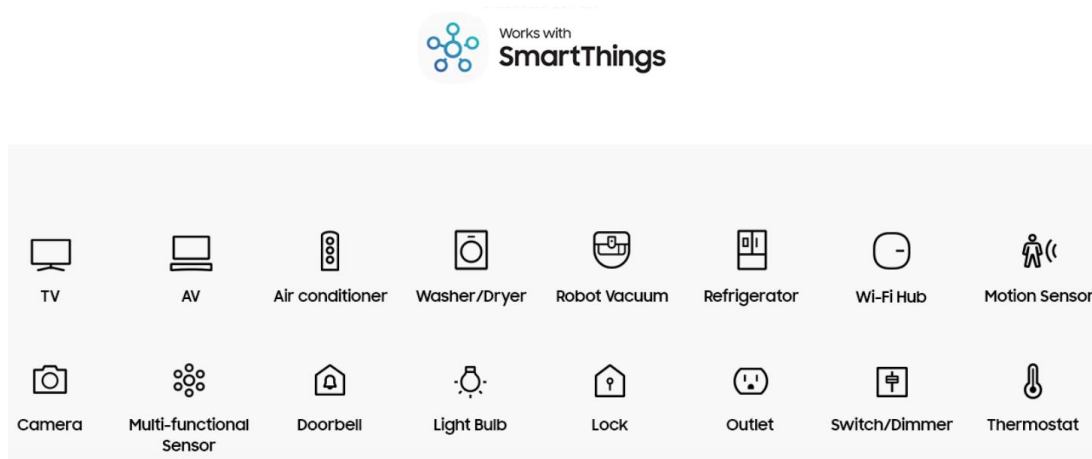 Works with
SmartThings
TV
AV
Air conditioner
Washer/Dryer
Robot Vacuum
Refrigerator
Wi-Fi Hub
Motion Sensor
Camera
Multi-functional
Sensor
Doorbell
Light Bulb
Lock
Outlet
Switch/Dimmer
Thermostat